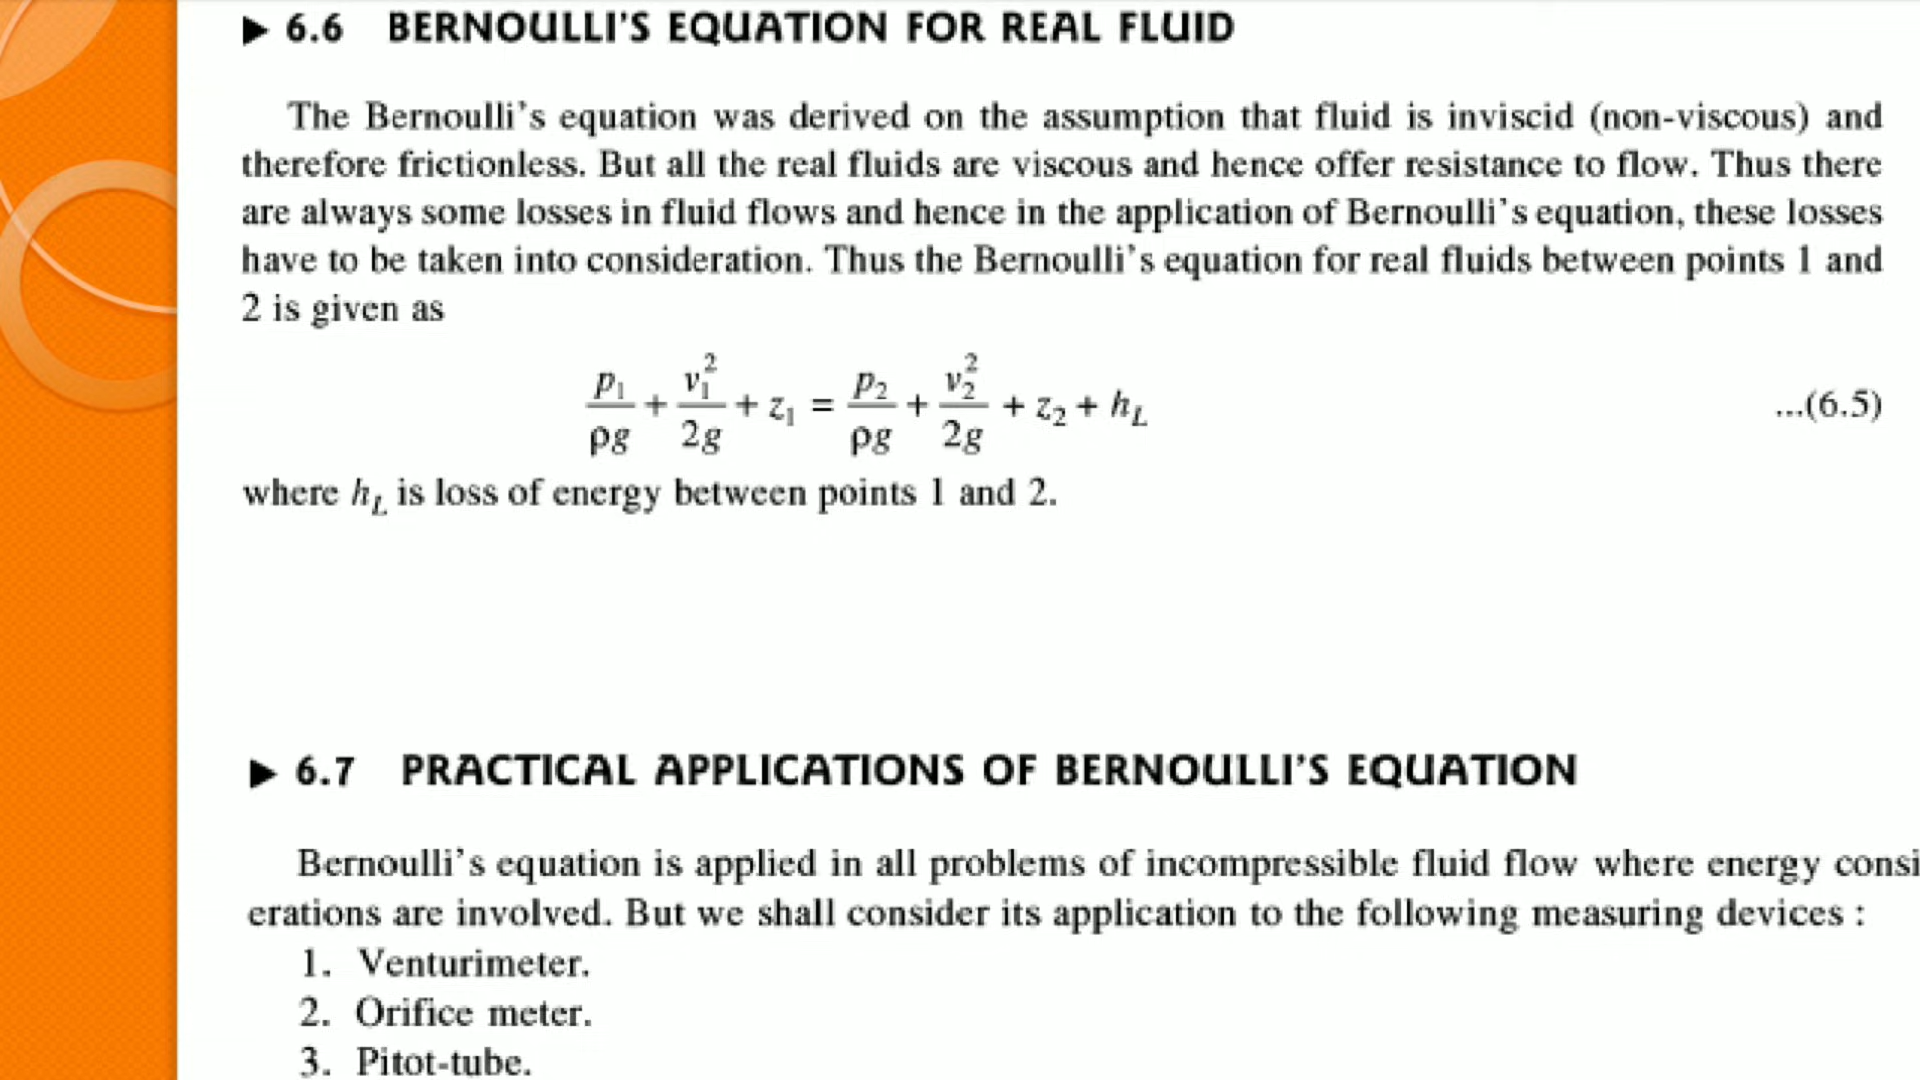 ▶ 6.6 BERNOULLI'S EQUATION FOR REAL FLUID
The Bernoulli's equation was derived on the assumption that fluid is inviscid (non-viscous) and
therefore frictionless. But all the real fluids are viscous and hence offer resistance to flow. Thus there
are always some losses in fluid flows and hence in the application of Bernoulli's equation, these losses
have to be taken into consideration. Thus the Bernoulli's equation for real fluids between points 1 and
2 is given as
p₁/ρg + v₁²/2g + z₁ = p₂/ρg + v₂²/2g + z₂ + h_L ...(6.5)
where h_L is loss of energy between points 1 and 2.
▶ 6.7 PRACTICAL APPLICATIONS OF BERNOULLI'S EQUATION
Bernoulli's equation is applied in all problems of incompressible fluid flow where energy consi
erations are involved. But we shall consider its application to the following measuring devices :
1. Venturimeter.
2. Orifice meter.
3. Pitot-tube.